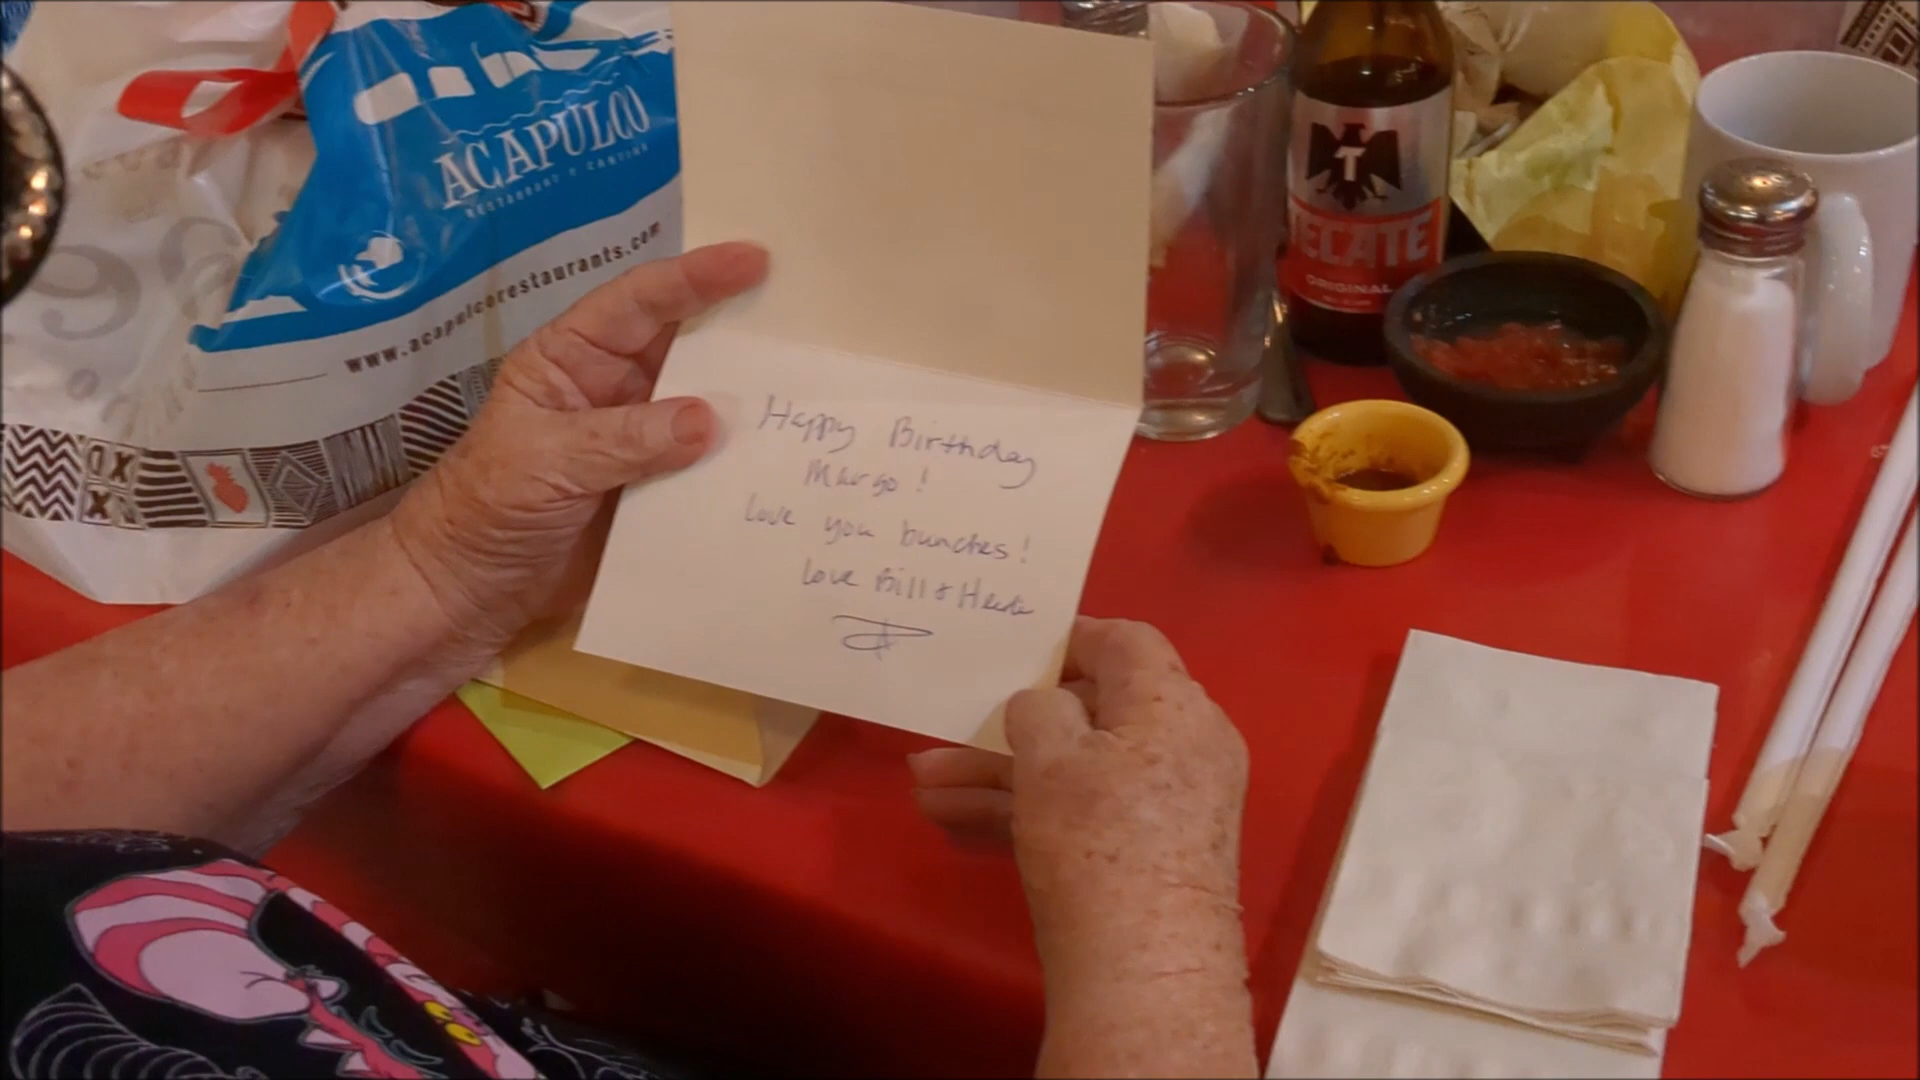 ACAPULCO
RESTAURANT Y CANTINA
www.acapulcorestaurants.com
Happy Birthday
Margo!
Love you bunches!
Love Bill &
T
TECATE
ORIGINAL